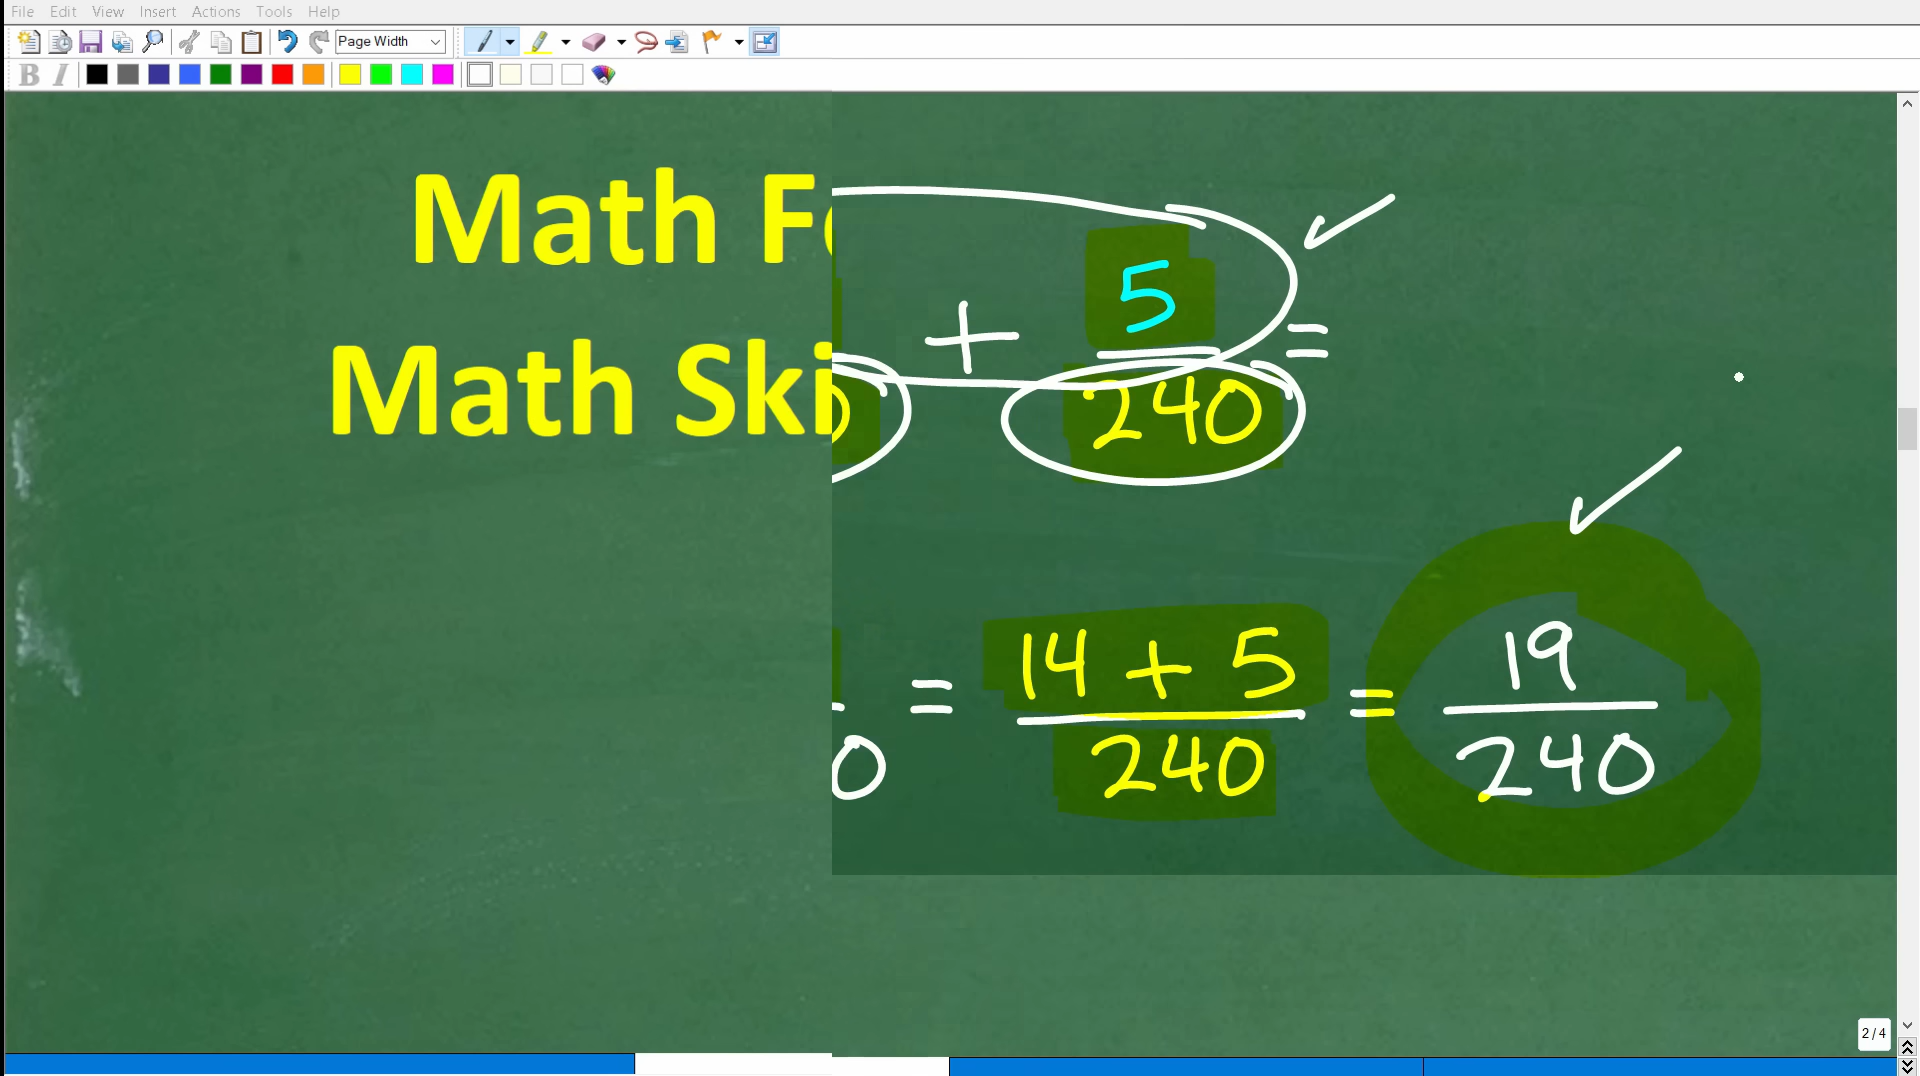 File Edit View Insert Actions Tools Help
Page Width
B I
Math F
Math Ski
+ 5 =
240
= 14 + 5 = 19
0 240 240
2 / 4